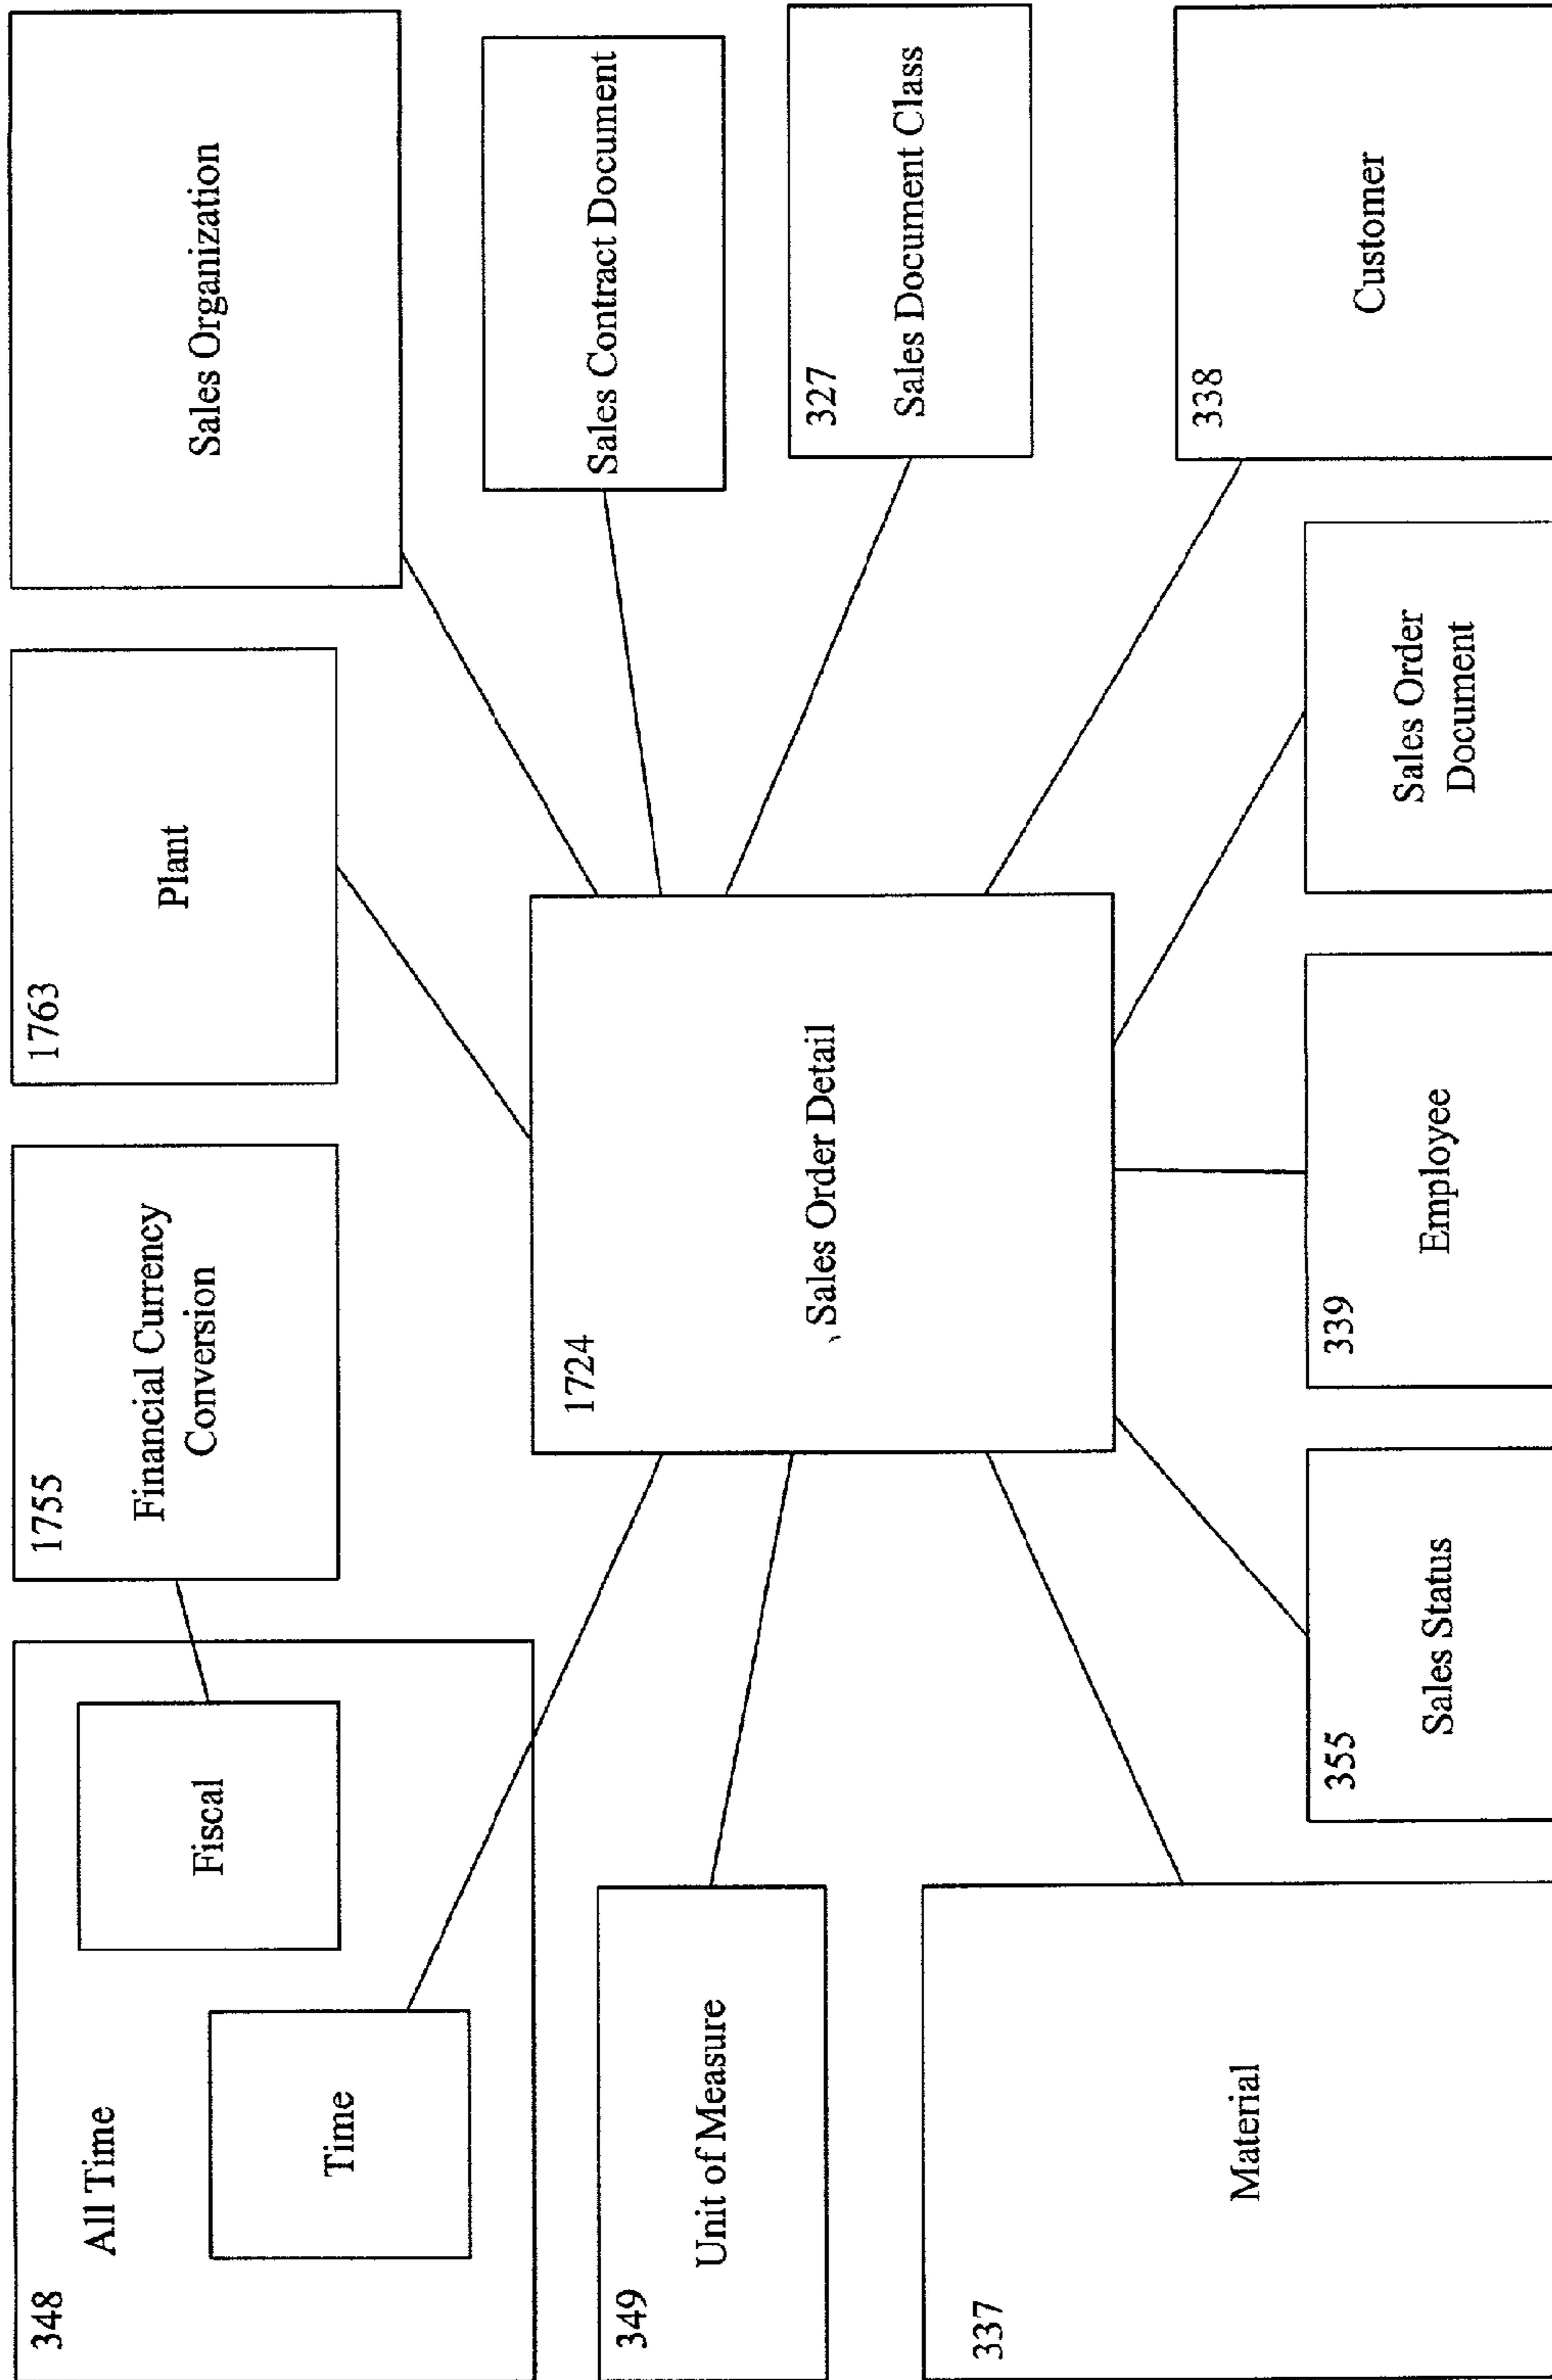 348
All Time
Time
Fiscal
1755
Financial Currency
Conversion
1763
Plant
Sales Organization
349
Unit of Measure
1724
Sales Order Detail
Sales Contract Document
327
Sales Document Class
337
Material
355
Sales Status
339
Employee
Sales Order
Document
338
Customer